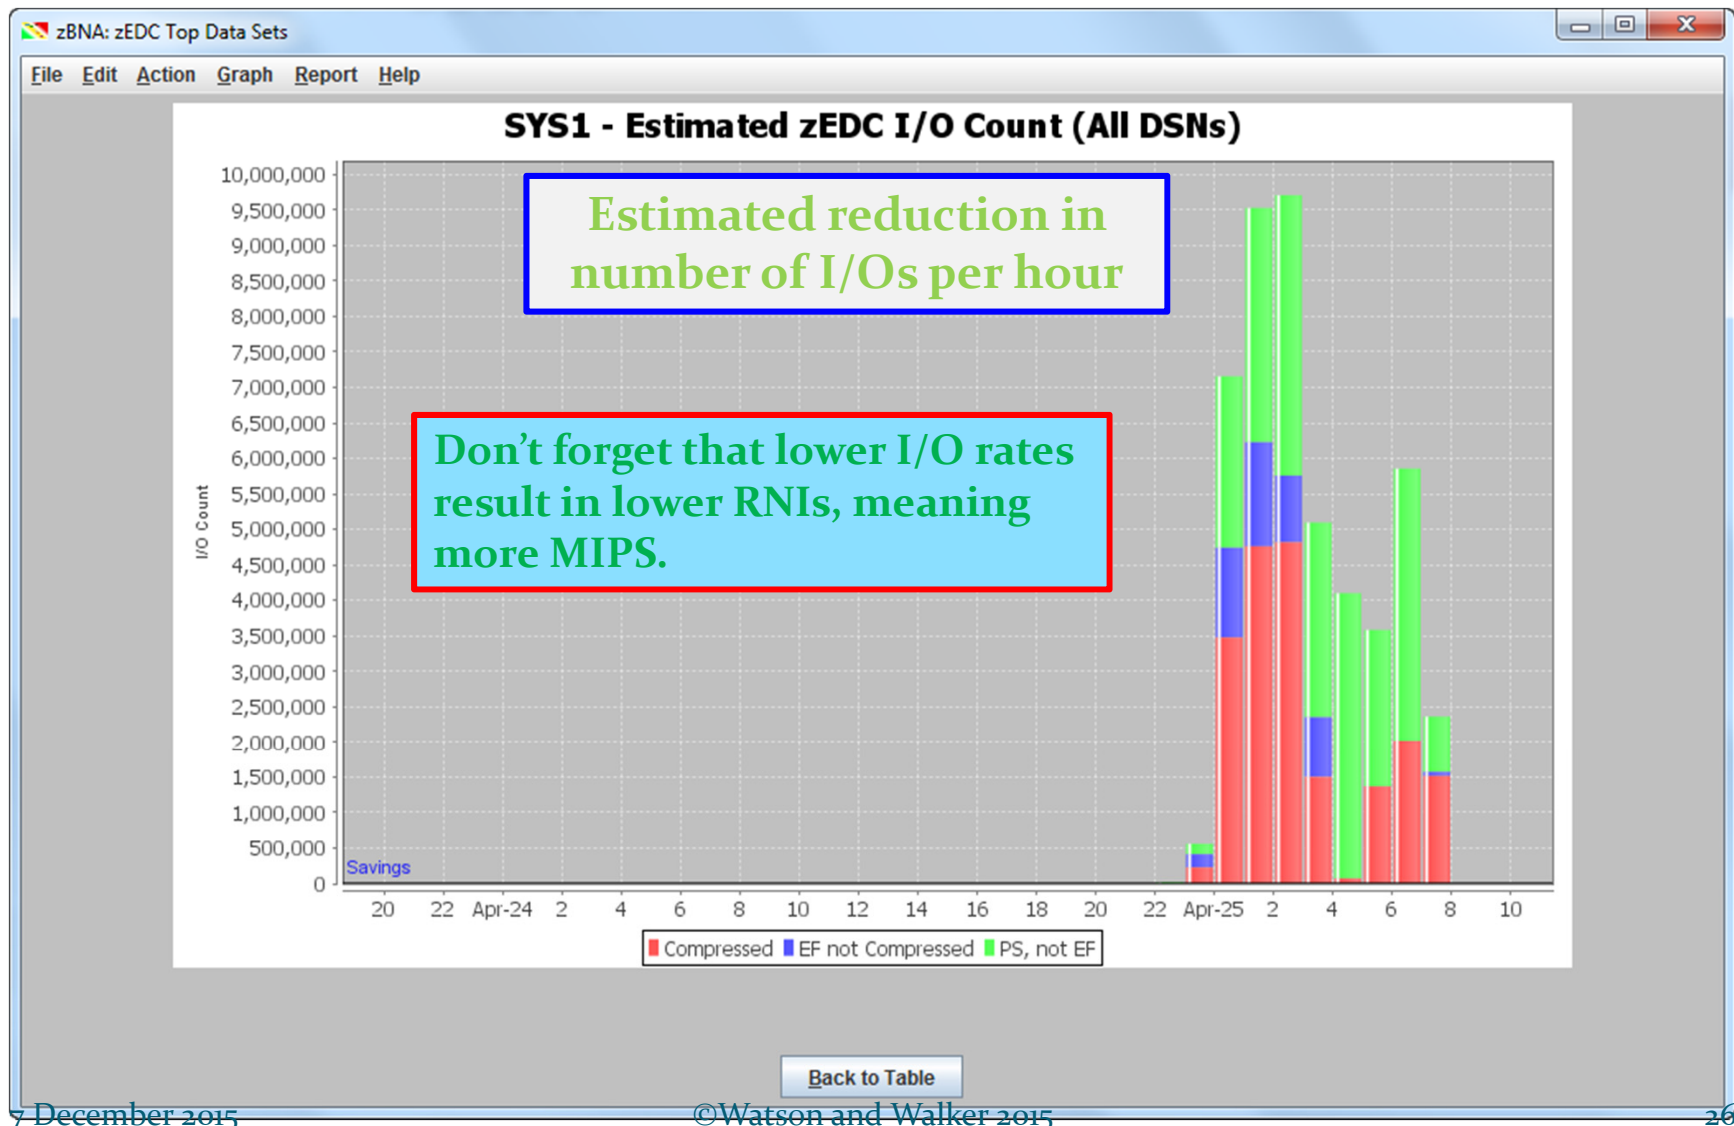 zBNA: zEDC Top Data Sets
File Edit Action Graph Report Help
SYS1 - Estimated zEDC I/O Count (All DSNs)
Estimated reduction in
number of I/Os per hour
Don’t forget that lower I/O rates
result in lower RNIs, meaning
more MIPS.
I/O Count
10,000,000
9,500,000
9,000,000
8,500,000
8,000,000
7,500,000
7,000,000
6,500,000
6,000,000
5,500,000
5,000,000
4,500,000
4,000,000
3,500,000
3,000,000
2,500,000
2,000,000
1,500,000
1,000,000
500,000
0
Savings
20 22 Apr-24 2 4 6 8 10 12 14 16 18 20 22 Apr-25 2 4 6 8 10
Compressed EF not Compressed PS, not EF
Back to Table
7 December 2015 ©Watson and Walker 2015 26